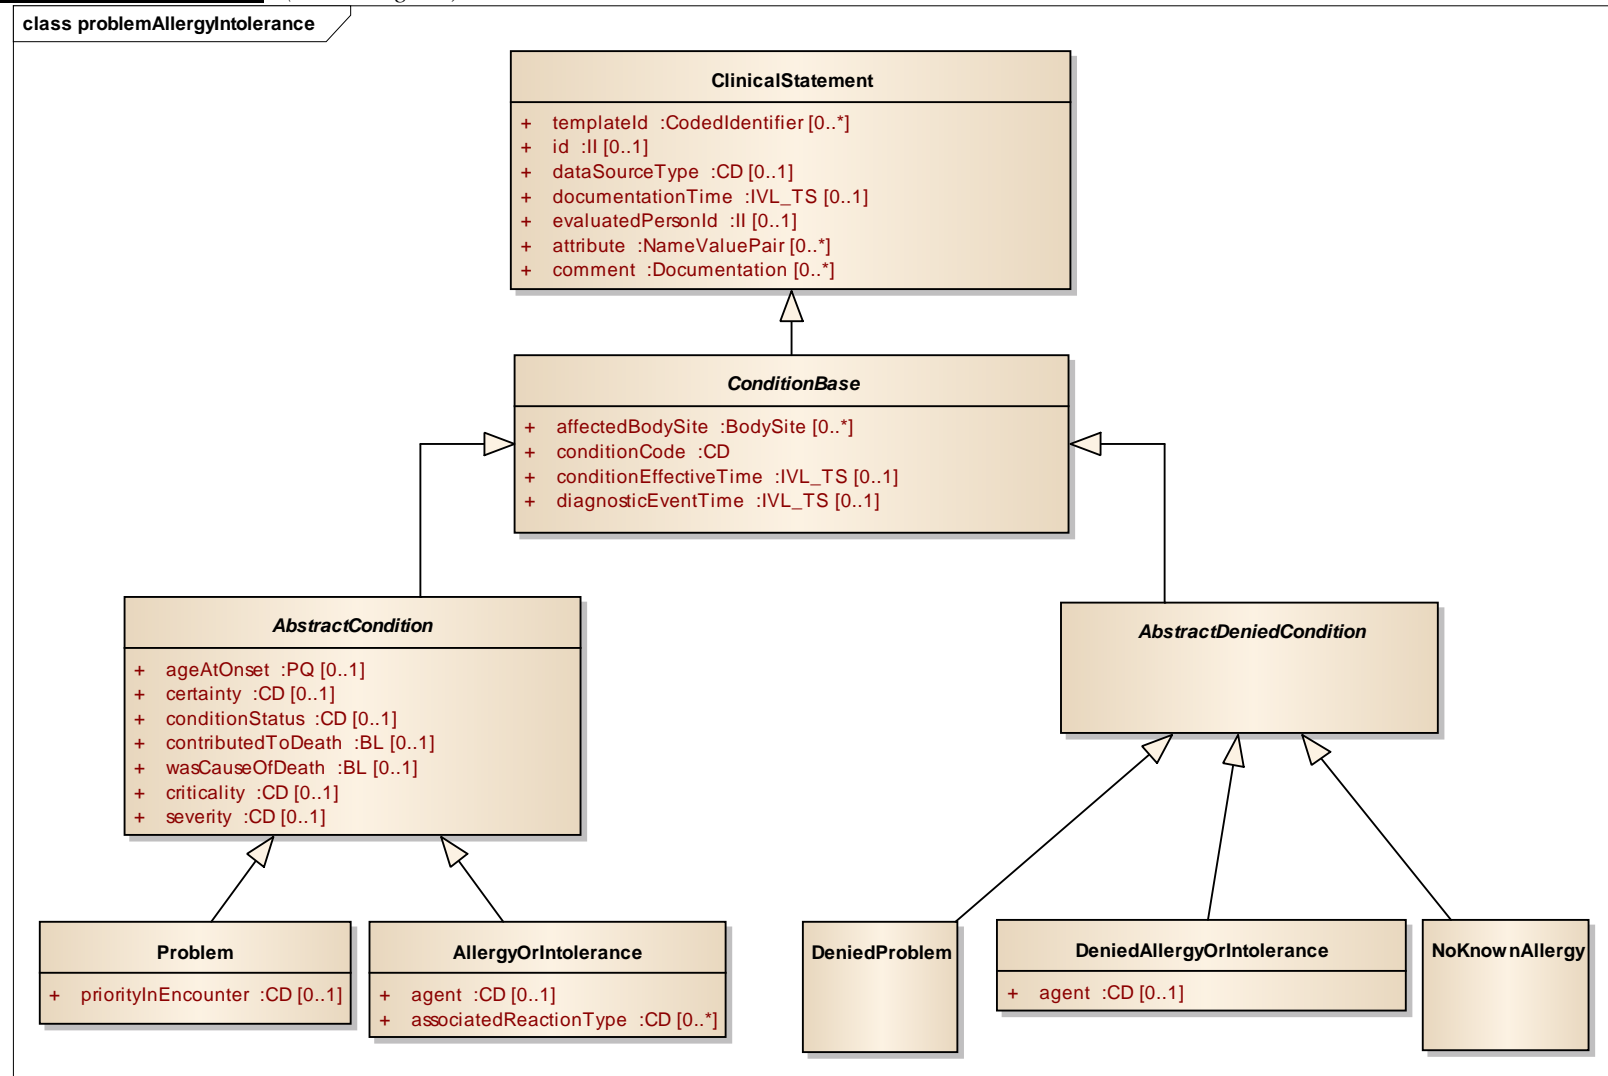 class problemAllergyIntolerance
ClinicalStatement
+ templateId :CodedIdentifier [0..*]
+ id :II [0..1]
+ dataSourceType :CD [0..1]
+ documentationTime :IVL_TS [0..1]
+ evaluatedPersonId :II [0..1]
+ attribute :NameValuePair [0..*]
+ comment :Documentation [0..*]
ConditionBase
+ affectedBodySite :BodySite [0..*]
+ conditionCode :CD
+ conditionEffectiveTime :IVL_TS [0..1]
+ diagnosticEventTime :IVL_TS [0..1]
AbstractCondition
+ ageAtOnset :PQ [0..1]
+ certainty :CD [0..1]
+ conditionStatus :CD [0..1]
+ contributedToDeath :BL [0..1]
+ wasCauseOfDeath :BL [0..1]
+ criticality :CD [0..1]
+ severity :CD [0..1]
AbstractDeniedCondition
Problem
+ priorityInEncounter :CD [0..1]
AllergyOrIntolerance
+ agent :CD [0..1]
+ associatedReactionType :CD [0..*]
DeniedProblem
DeniedAllergyOrIntolerance
+ agent :CD [0..1]
NoKnownAllergy